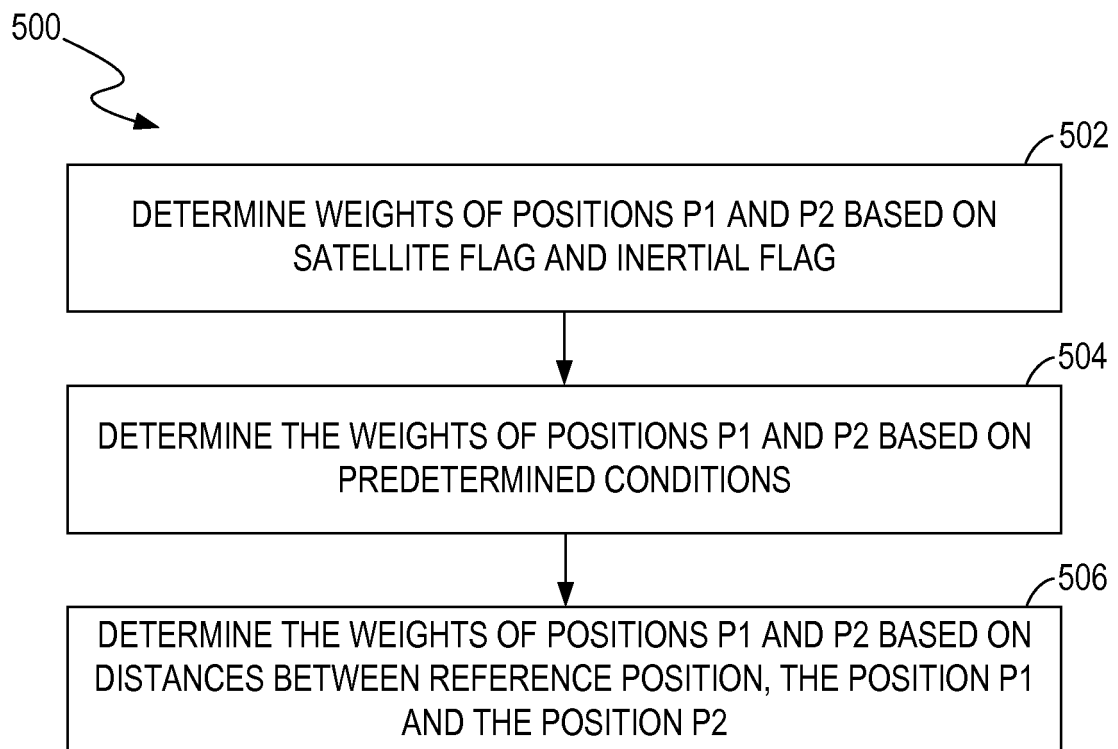 500
502
DETERMINE WEIGHTS OF POSITIONS P1 AND P2 BASED ON
SATELLITE FLAG AND INERTIAL FLAG
504
DETERMINE THE WEIGHTS OF POSITIONS P1 AND P2 BASED ON
PREDETERMINED CONDITIONS
506
DETERMINE THE WEIGHTS OF POSITIONS P1 AND P2 BASED ON
DISTANCES BETWEEN REFERENCE POSITION, THE POSITION P1
AND THE POSITION P2